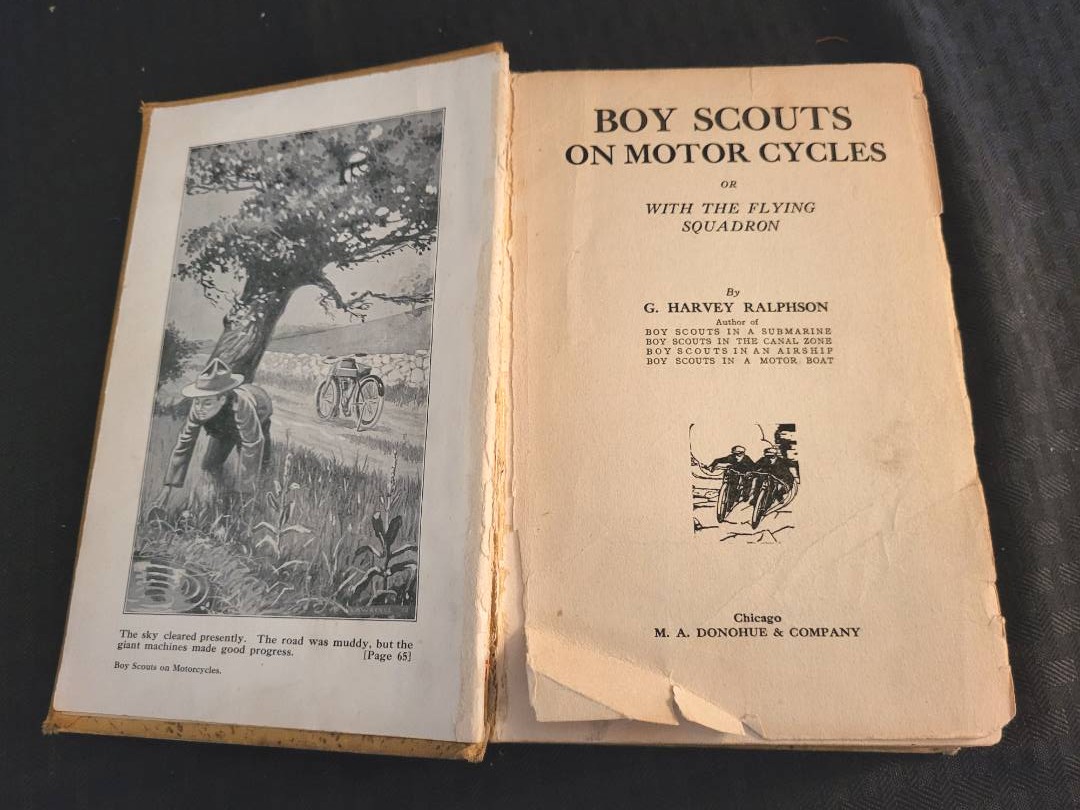 The sky cleared presently. The road was muddy, but the
giant machines made good progress. [Page 65]
Boy Scouts on Motorcycles.
BOY SCOUTS
ON MOTOR CYCLES
OR
WITH THE FLYING
SQUADRON
By
G. HARVEY RALPHSON
Author of
BOY SCOUTS IN A SUBMARINE
BOY SCOUTS IN THE CANAL ZONE
BOY SCOUTS IN AN AIRSHIP
BOY SCOUTS IN A MOTOR BOAT
Chicago
M. A. DONOHUE & COMPANY